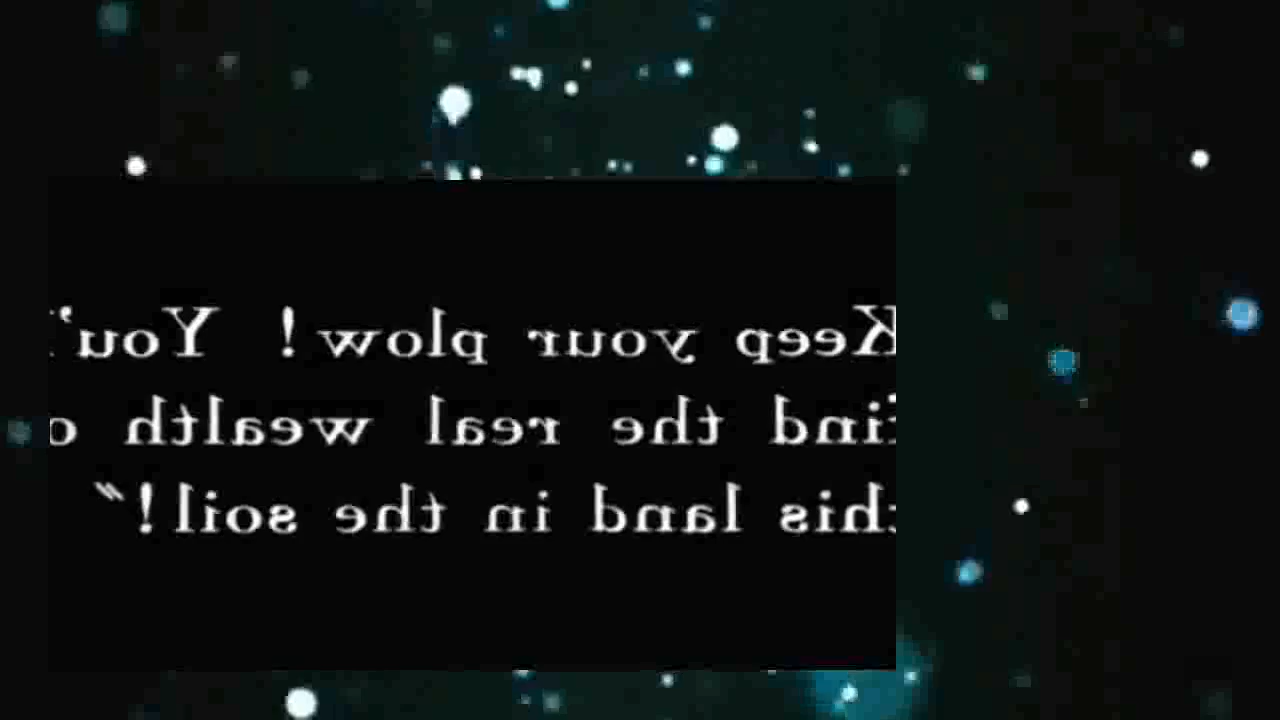 Keep your plow! You'
find the real wealth o
this land in the soil!"